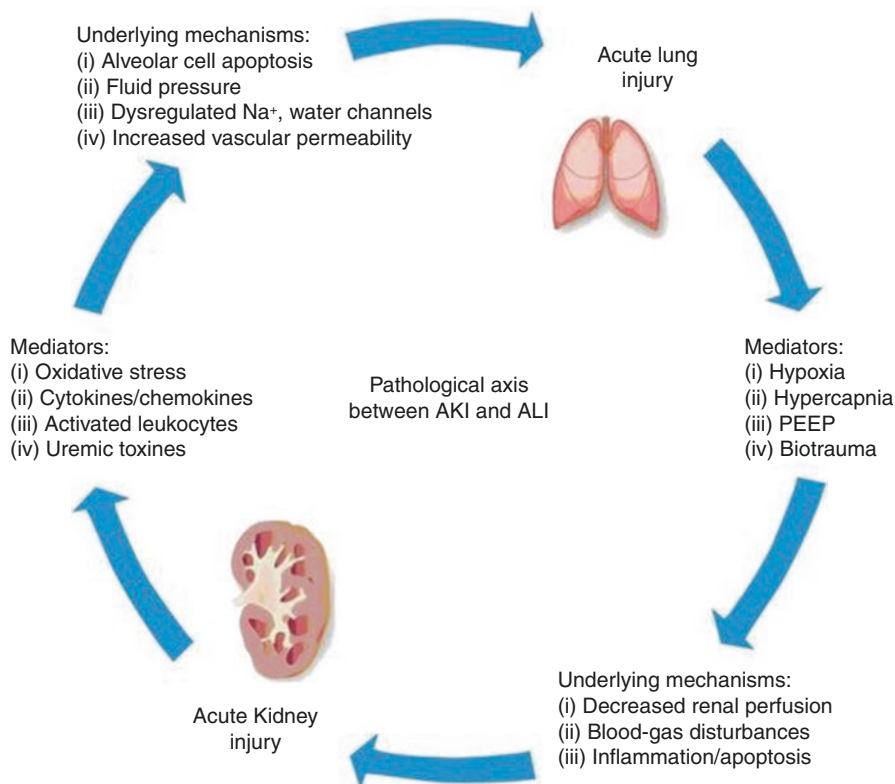 Underlying mechanisms:
(i) Alveolar cell apoptosis
(ii) Fluid pressure
(iii) Dysregulated Na⁺, water channels
(iv) Increased vascular permeability
Acute lung
injury
Mediators:
(i) Oxidative stress
(ii) Cytokines/chemokines
(iii) Activated leukocytes
(iv) Uremic toxines
Pathological axis
between AKI and ALI
Mediators:
(i) Hypoxia
(ii) Hypercapnia
(iii) PEEP
(iv) Biotrauma
Acute Kidney
injury
Underlying mechanisms:
(i) Decreased renal perfusion
(ii) Blood-gas disturbances
(iii) Inflammation/apoptosis